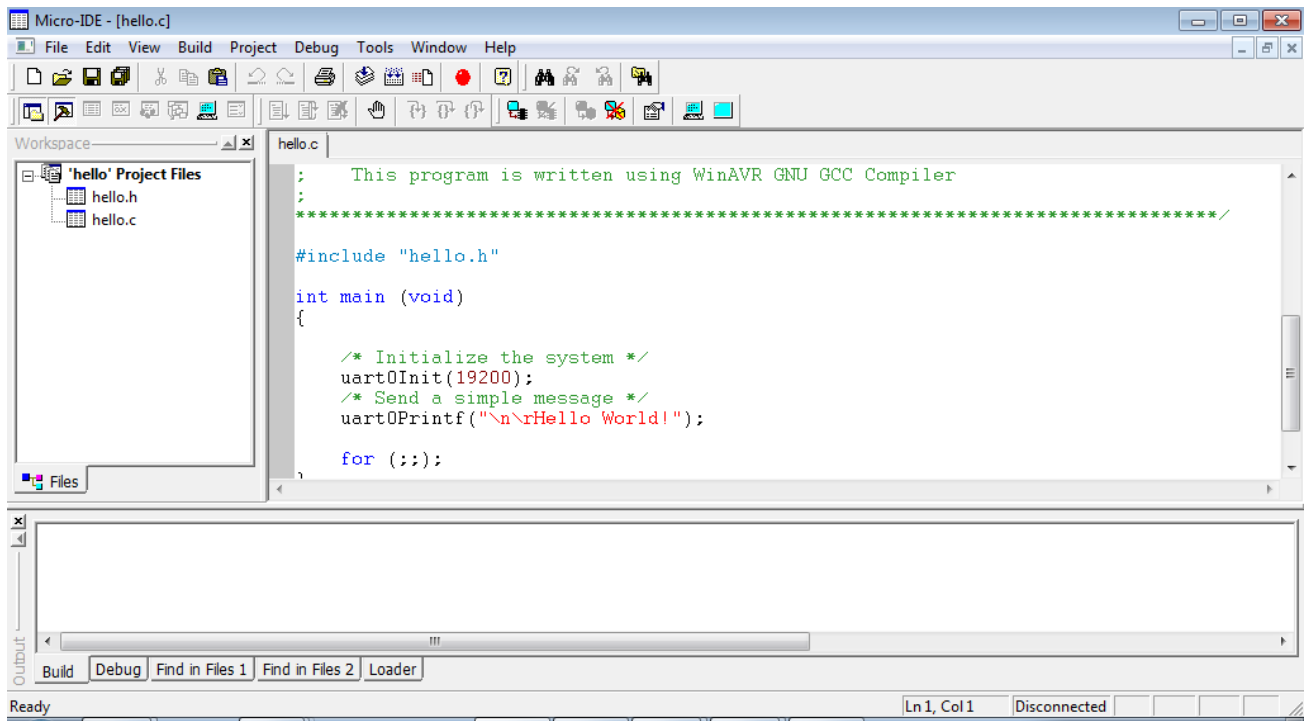 Micro-IDE - [hello.c]
File Edit View Build Project Debug Tools Window Help
Workspace
'hello' Project Files
hello.h
hello.c
Files
hello.c
; This program is written using WinAVR GNU GCC Compiler
;
*********************************************************************************/
#include "hello.h"
int main (void)
{
/* Initialize the system */
uart0Init(19200);
/* Send a simple message */
uart0Printf("\n\rHello World!");
for (;;);
Output
Build Debug Find in Files 1 Find in Files 2 Loader
Ready Ln 1, Col 1 Disconnected